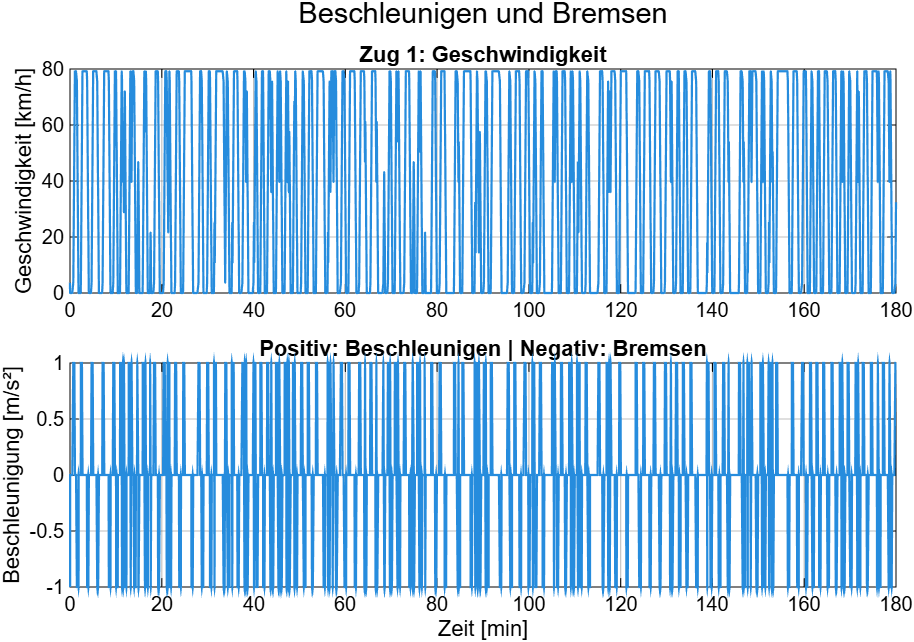 Beschleunigen und Bremsen
Zug 1: Geschwindigkeit
Geschwindigkeit [km/h]
80
60
40
20
0
0 20 40 60 80 100 120 140 160 180
Positiv: Beschleunigen | Negativ: Bremsen
Beschleunigung [m/s²]
1
0.5
0
-0.5
-1
0 20 40 60 80 100 120 140 160 180
Zeit [min]